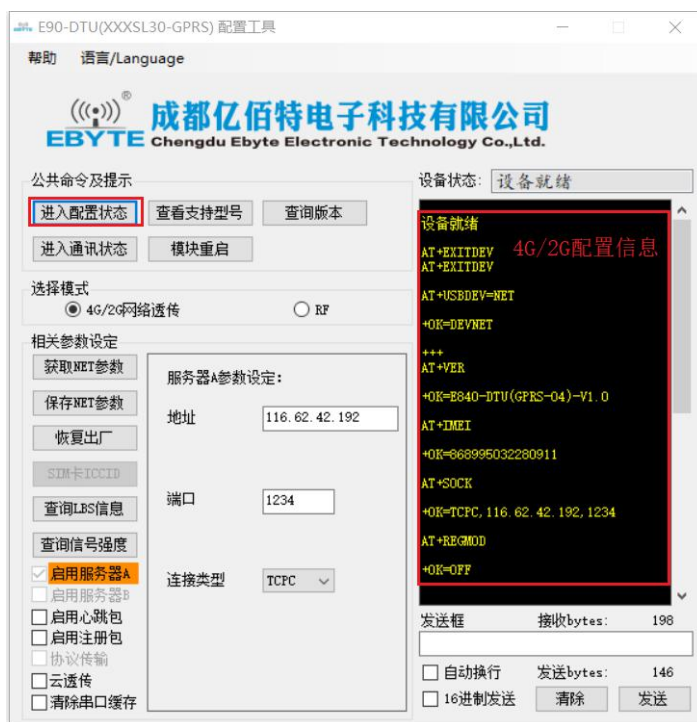 E90-DTU(XXXSL30-GPRS) 配置工具
帮助 语言/Language
EBYTE
®
成都亿佰特电子科技有限公司
Chengdu Ebyte Electronic Technology Co.,Ltd.
公共命令及提示
进入配置状态 查看支持型号 查询版本
进入通讯状态 模块重启
选择模式
4G/2G网络透传 RF
相关参数设定
获取NET参数
保存NET参数
恢复出厂
SIM卡ICCID
查询LBS信息
查询信号强度
启用服务器A
启用服务器B
启用心跳包
启用注册包
协议传输
云透传
清除串口缓存
服务器A参数设定:
地址 116.62.42.192
端口 1234
连接类型 TCPC
设备状态: 设备就绪
设备就绪
4G/2G配置信息
AT+EXITDEV
AT+EXITDEV
AT+USBDEV=NET
+OK=DEVNET
+++
AT+VER
+OK=E840-DTU(GPRS-04)-V1.0
AT+IMEI
+OK=868995032280911
AT+SOCK
+OK=TCPC,116.62.42.192,1234
AT+REGMOD
+OK=OFF
发送框 接收bytes: 198
自动换行 发送bytes: 146
16进制发送 清除 发送